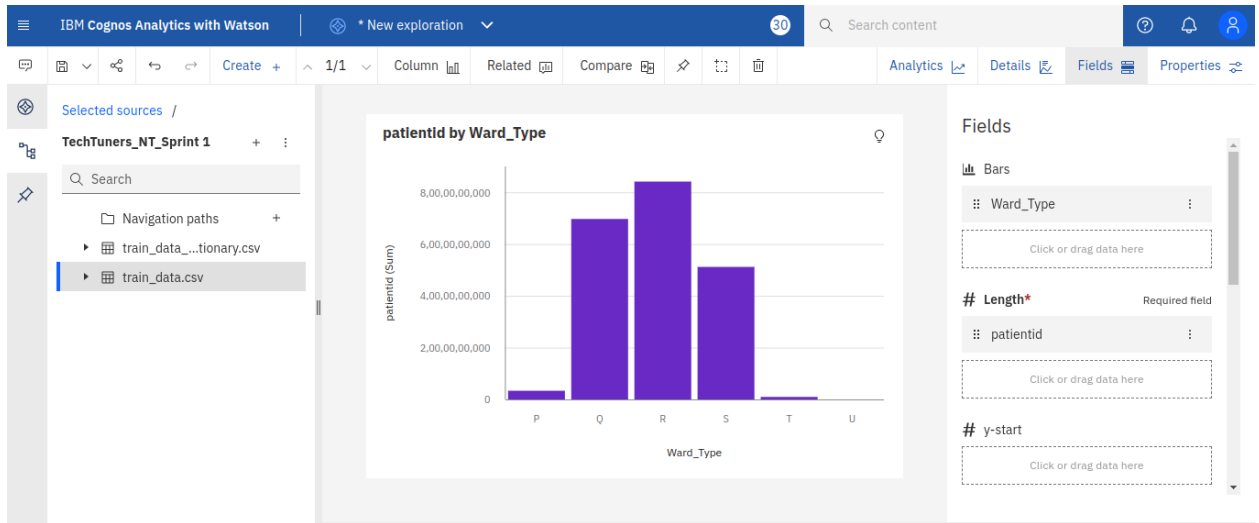 IBM Cognos Analytics with Watson
* New exploration
30
Search content
Create +
1/1
Column
Related
Compare
Analytics
Details
Fields
Properties
Selected sources /
TechTuners_NT_Sprint 1
Search
Navigation paths
train_data_...tionary.csv
train_data.csv
patientid by Ward_Type
patientid (Sum)
8,00,00,00,000
6,00,00,00,000
4,00,00,00,000
2,00,00,00,000
0
P Q R S T U
Ward_Type
Fields
Bars
Ward_Type
Click or drag data here
# Length* Required field
patientid
Click or drag data here
# y-start
Click or drag data here